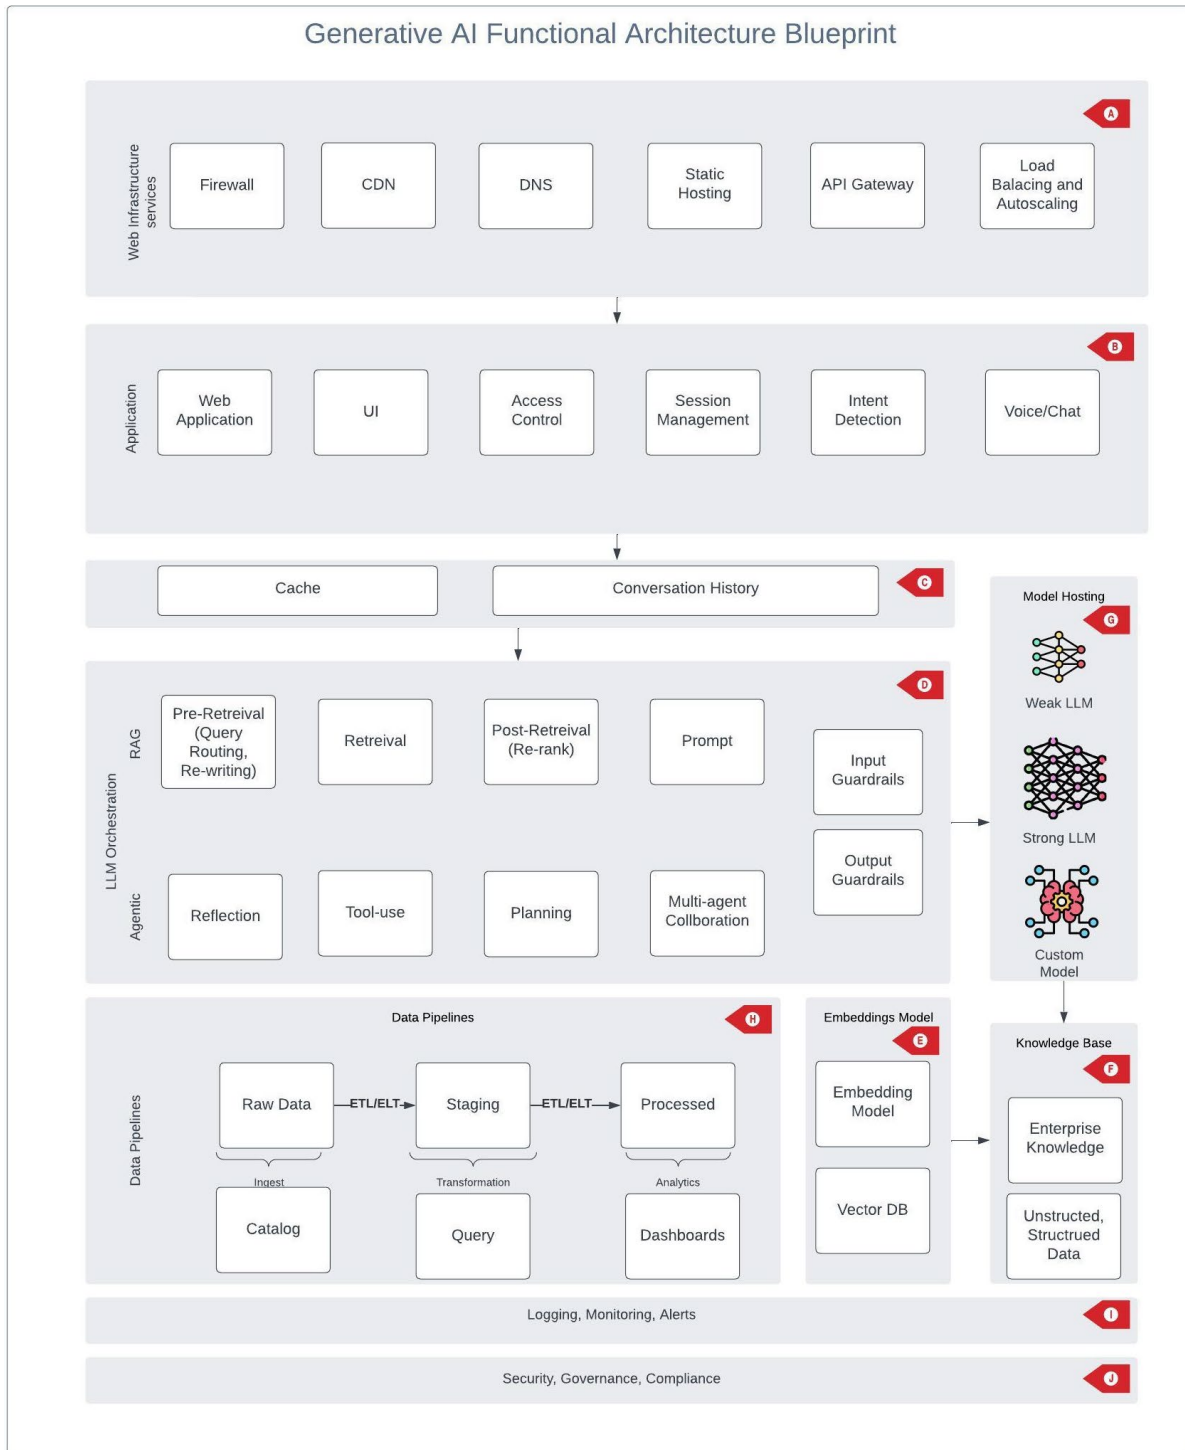 Generative AI Functional Architecture Blueprint
A
Web Infrastructure
services
Firewall
CDN
DNS
Static
Hosting
API Gateway
Load
Balacing and
Autoscaling
B
Application
Web
Application
UI
Access
Control
Session
Management
Intent
Detection
Voice/Chat
Cache
Conversation History
C
Model Hosting
G
Weak LLM
Strong LLM
Custom
Model
D
LLM Orchestration
RAG
Pre-Retreival
(Query
Routing,
Re-writing)
Retreival
Post-Retreival
(Re-rank)
Prompt
Input
Guardrails
Output
Guardrails
Agentic
Reflection
Tool-use
Planning
Multi-agent
Collboration
Data Pipelines
H
Data Pipelines
Raw Data
ETL/ELT
Staging
ETL/ELT
Processed
Ingest
Transformation
Analytics
Catalog
Query
Dashboards
Embeddings Model
E
Embedding
Model
Vector DB
Knowledge Base
F
Enterprise
Knowledge
Unstructed,
Structrued
Data
Logging, Monitoring, Alerts
I
Security, Governance, Compliance
J